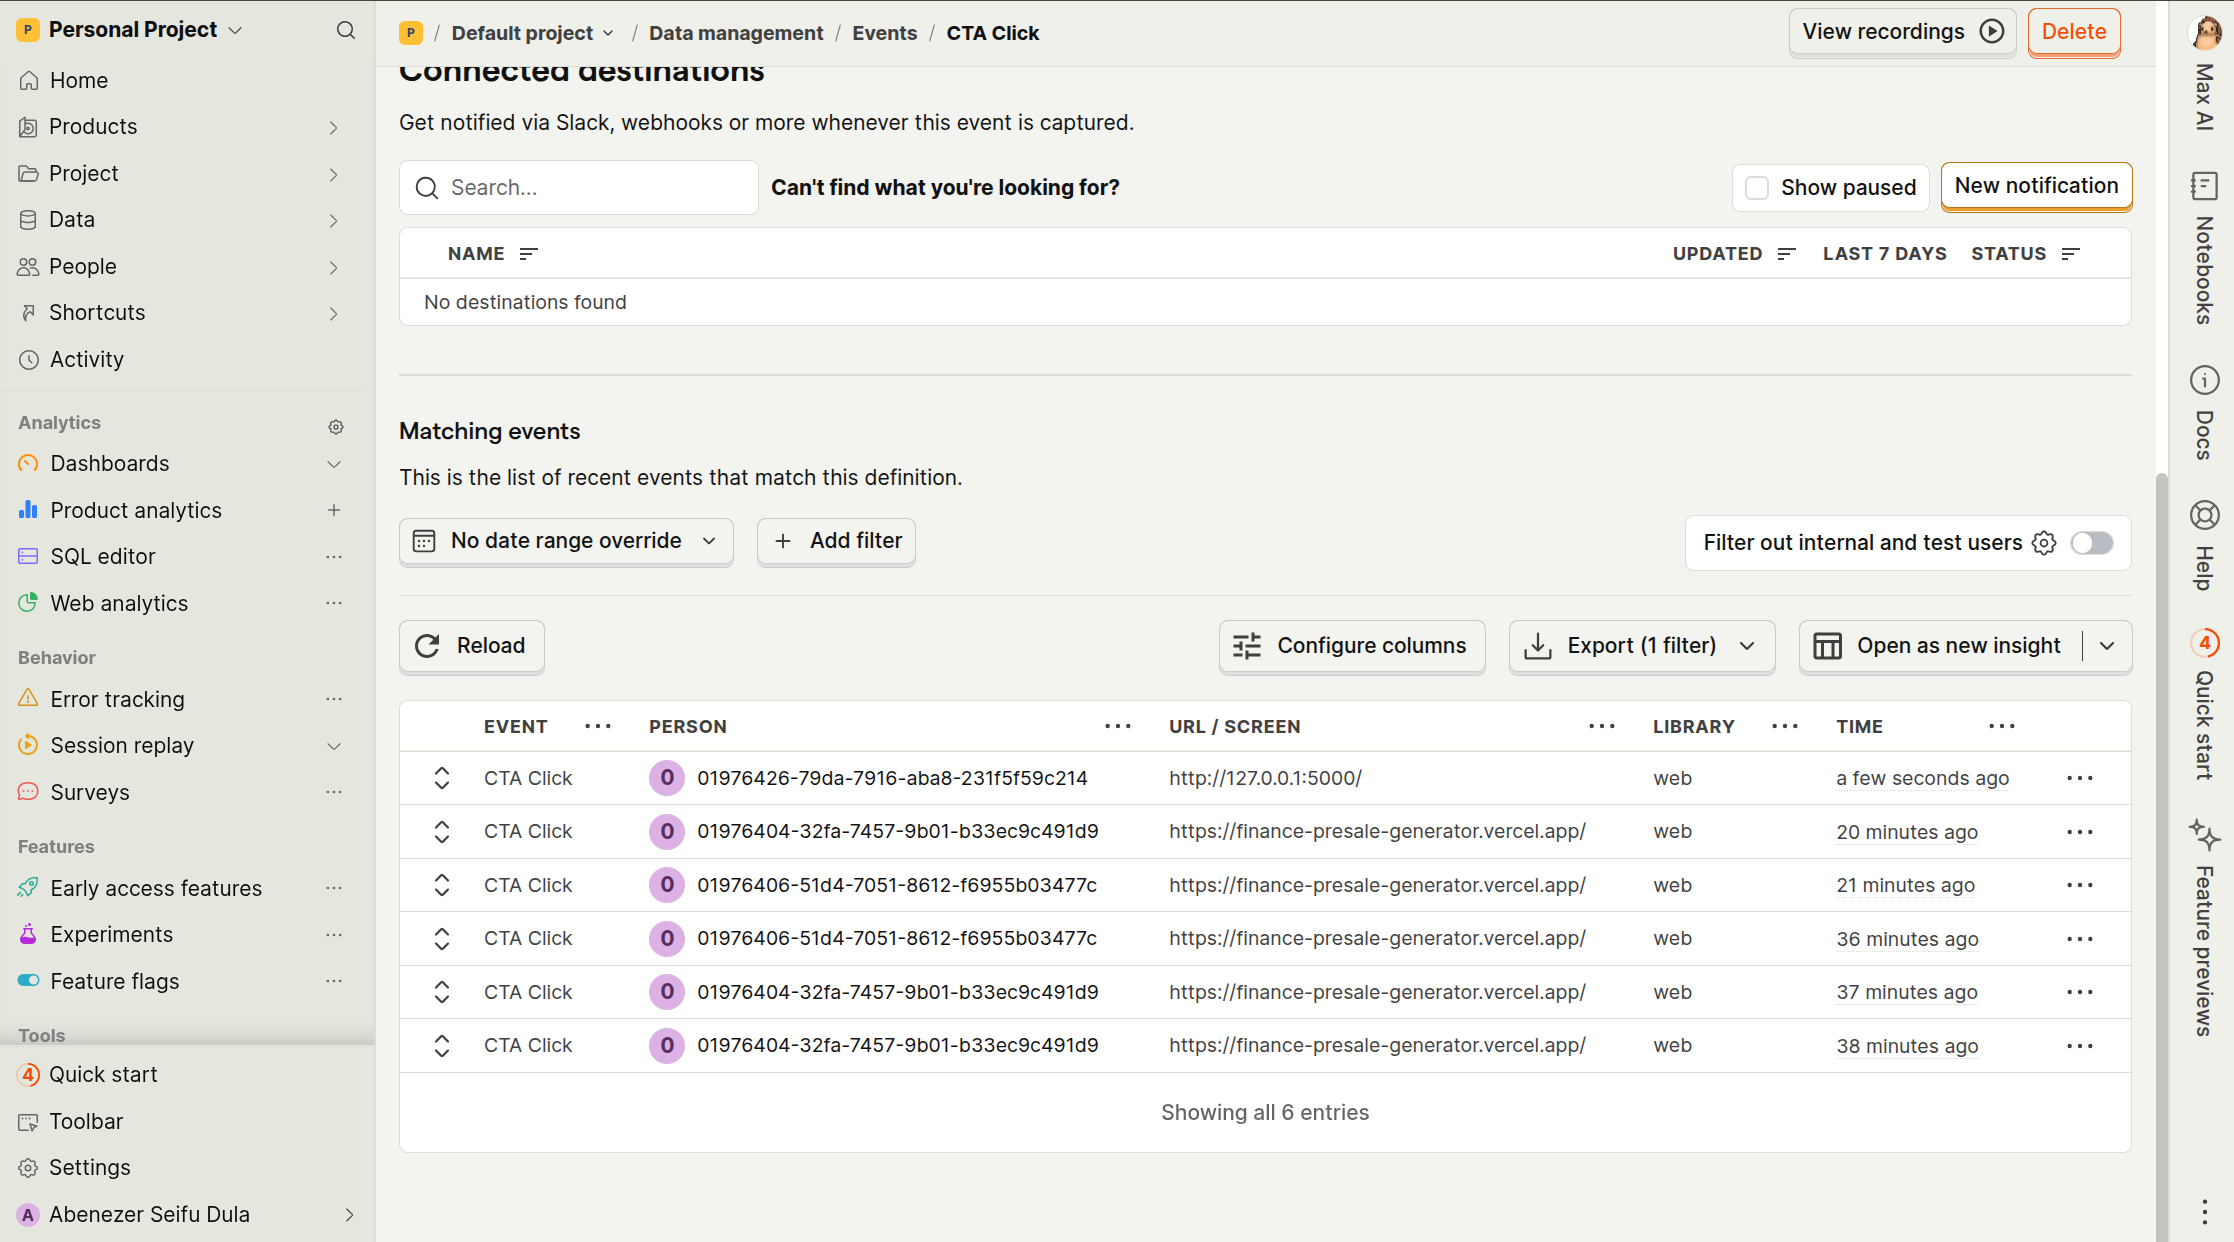 P Personal Project
Home
Products
Project
Data
People
Shortcuts
Activity
Analytics
Dashboards
Product analytics
SQL editor
Web analytics
Behavior
Error tracking
Session replay
Surveys
Features
Early access features
Experiments
Feature flags
Tools
4 Quick start
Toolbar
Settings
A Abenezer Seifu Dula
P / Default project / Data management / Events / CTA Click
View recordings
Delete
Connected destinations
Get notified via Slack, webhooks or more whenever this event is captured.
Search...
Can't find what you're looking for?
Show paused
New notification
NAME UPDATED LAST 7 DAYS STATUS
No destinations found
Matching events
This is the list of recent events that match this definition.
No date range override
Add filter
Filter out internal and test users
Reload
Configure columns
Export (1 filter)
Open as new insight
EVENT PERSON URL / SCREEN LIBRARY TIME
CTA Click 0 01976426-79da-7916-aba8-231f5f59c214 http://127.0.0.1:5000/ web a few seconds ago
CTA Click 0 01976404-32fa-7457-9b01-b33ec9c491d9 https://finance-presale-generator.vercel.app/ web 20 minutes ago
CTA Click 0 01976406-51d4-7051-8612-f6955b03477c https://finance-presale-generator.vercel.app/ web 21 minutes ago
CTA Click 0 01976406-51d4-7051-8612-f6955b03477c https://finance-presale-generator.vercel.app/ web 36 minutes ago
CTA Click 0 01976404-32fa-7457-9b01-b33ec9c491d9 https://finance-presale-generator.vercel.app/ web 37 minutes ago
CTA Click 0 01976404-32fa-7457-9b01-b33ec9c491d9 https://finance-presale-generator.vercel.app/ web 38 minutes ago
Showing all 6 entries
Max AI
Notebooks
Docs
Help
4 Quick start
Feature previews